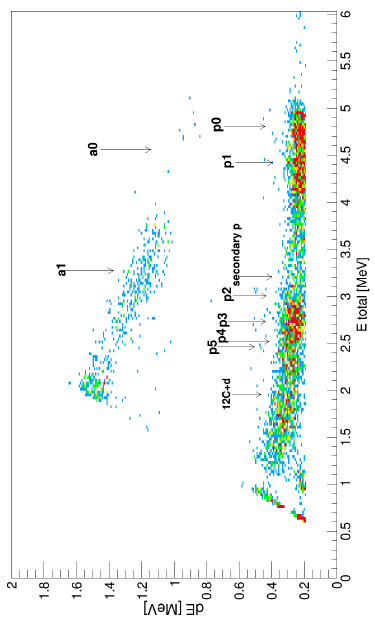 dE [MeV]
2
1.8
1.6
1.4
1.2
1
0.8
0.6
0.4
0.2
0
0.5
1
1.5
2
2.5
3
3.5
4
4.5
5
5.5
6
E total [MeV]
a1
a0
p5
p4
p3
p2
secondary p
p1
p0
12C+d